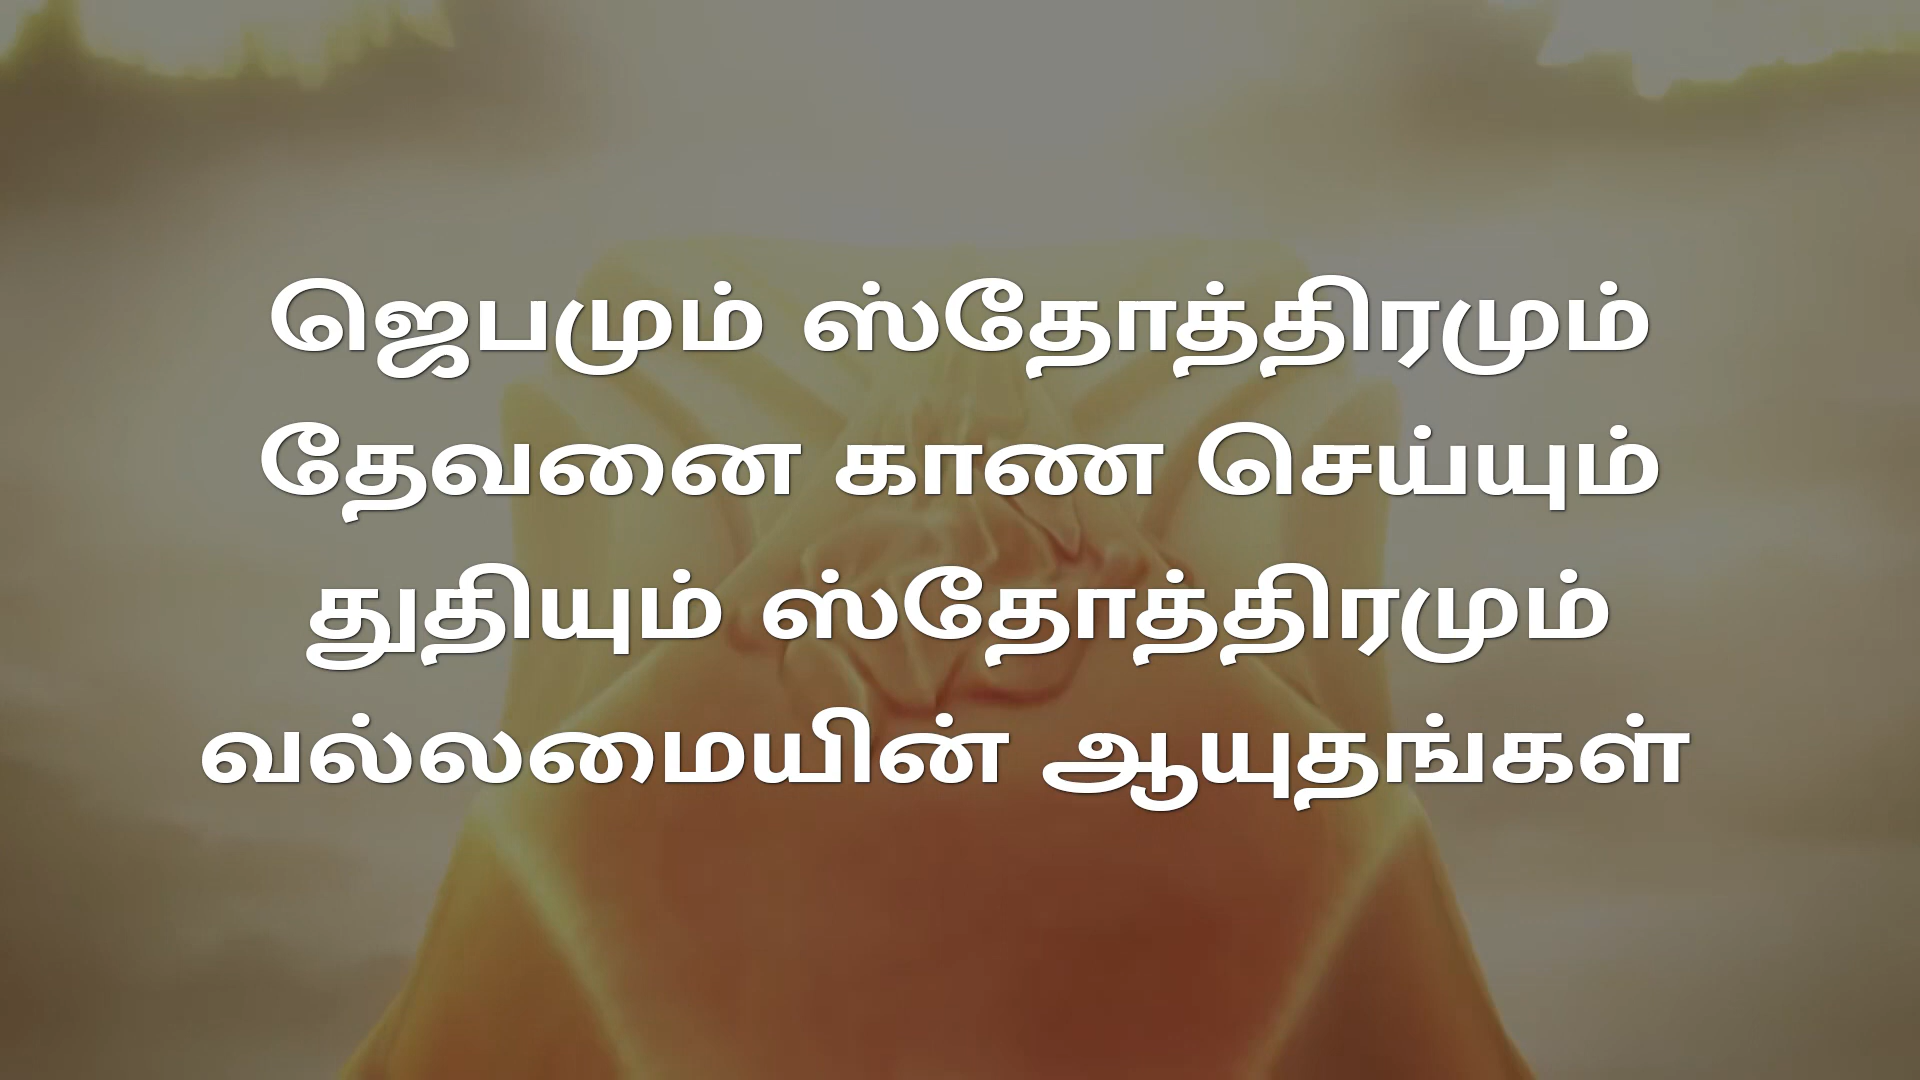 ஜெபமும் ஸ்தோத்திரமும்
தேவனை காண செய்யும்
துதியும் ஸ்தோத்திரமும்
வல்லமையின் ஆயுதங்கள்